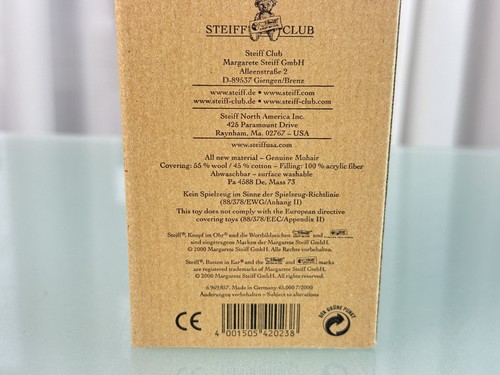 STEIFF CLUB
Steiff Club
Margarete Steiff GmbH
Alleenstraße 2
D-89537 Giengen/Brenz
www.steiff.de • www.steiff.com
www.steiff-club.de • www.steiff-club.com
Steiff North America Inc.
425 Paramount Drive
Raynham, Ma. 02767 – USA
www.steiffusa.com
All new material – Genuine Mohair
Covering: 55 % wool / 45 % cotton – Filling: 100 % acrylic fiber
Abwaschbar – surface washable
Pa 4588 De, Mass 73
Kein Spielzeug im Sinne der Spielzeug-Richtlinie
(88/378/EWG/Anhang II)
This toy does not comply with the European directive
covering toys (88/378/EEC/Appendix II)
Steiff®, Knopf im Ohr® und die Wortbildzeichen und
sind eingetragene Marken der Margarete Steiff GmbH.
© 2000 Margarete Steiff GmbH. Alle Rechte vorbehalten.
Steiff®, Button in Ear® and the and marks
are registered trademarks of Margarete Steiff GmbH.
© 2000 Margarete Steiff GmbH. All rights reserved.
Made in Germany
Änderungen vorbehalten – Subject to alterations
CE
4 001505 420238
DER GRÜNE PUNKT